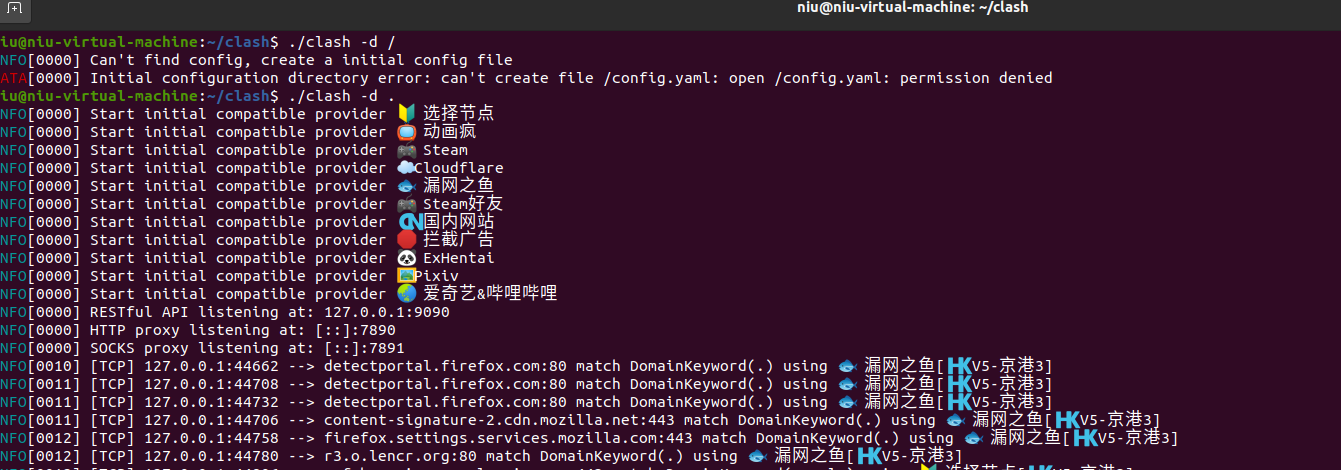 niu@niu-virtual-machine: ~/clash
iu@niu-virtual-machine:~/clash$ ./clash -d /
NFO[0000] Can't find config, create a initial config file
ATA[0000] Initial configuration directory error: can't create file /config.yaml: open /config.yaml: permission denied
iu@niu-virtual-machine:~/clash$ ./clash -d .
NFO[0000] Start initial compatible provider 🔰 选择节点
NFO[0000] Start initial compatible provider 📺 动画疯
NFO[0000] Start initial compatible provider 🎮 Steam
NFO[0000] Start initial compatible provider ☁️Cloudflare
NFO[0000] Start initial compatible provider 🐟 漏网之鱼
NFO[0000] Start initial compatible provider 🎮 Steam好友
NFO[0000] Start initial compatible provider 🇨🇳国内网站
NFO[0000] Start initial compatible provider 🛑 拦截广告
NFO[0000] Start initial compatible provider 🐼 ExHentai
NFO[0000] Start initial compatible provider 🖼️Pixiv
NFO[0000] Start initial compatible provider 🌏 爱奇艺&哔哩哔哩
NFO[0000] RESTful API listening at: 127.0.0.1:9090
NFO[0000] HTTP proxy listening at: [::]:7890
NFO[0000] SOCKS proxy listening at: [::]:7891
NFO[0010] [TCP] 127.0.0.1:44662 --> detectportal.firefox.com:80 match DomainKeyword(.) using 🐟 漏网之鱼[🇭🇰V5-京港3]
NFO[0011] [TCP] 127.0.0.1:44708 --> detectportal.firefox.com:80 match DomainKeyword(.) using 🐟 漏网之鱼[🇭🇰V5-京港3]
NFO[0011] [TCP] 127.0.0.1:44732 --> detectportal.firefox.com:80 match DomainKeyword(.) using 🐟 漏网之鱼[🇭🇰V5-京港3]
NFO[0011] [TCP] 127.0.0.1:44706 --> content-signature-2.cdn.mozilla.net:443 match DomainKeyword(.) using 🐟 漏网之鱼[🇭🇰V5-京港3]
NFO[0012] [TCP] 127.0.0.1:44758 --> firefox.settings.services.mozilla.com:443 match DomainKeyword(.) using 🐟 漏网之鱼[🇭🇰V5-京港3]
NFO[0012] [TCP] 127.0.0.1:44780 --> r3.o.lencr.org:80 match DomainKeyword(.) using 🐟 漏网之鱼[🇭🇰V5-京港3]